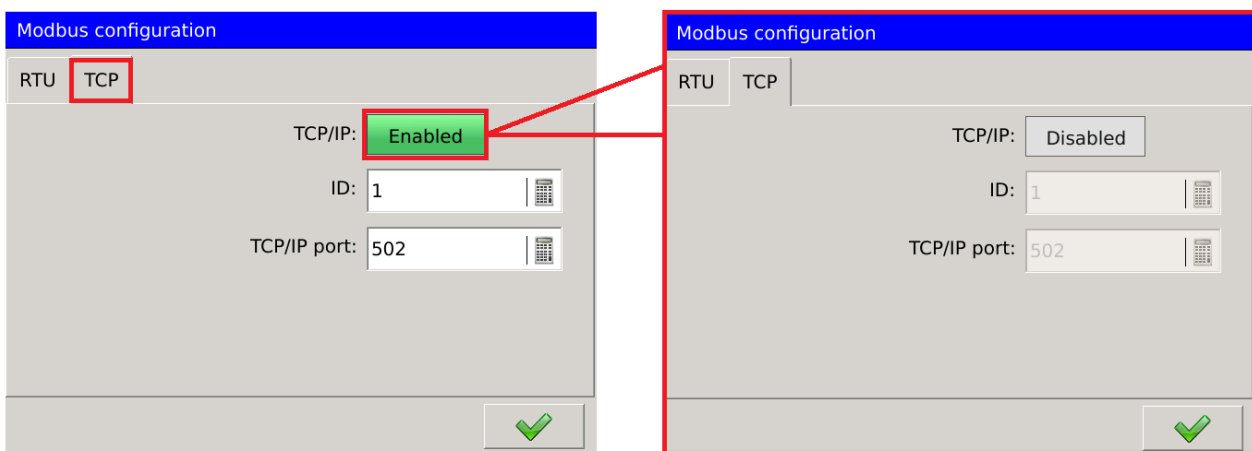 Modbus configuration
RTU TCP
TCP/IP: Enabled
ID: 1
TCP/IP port: 502
Modbus configuration
RTU TCP
TCP/IP: Disabled
ID: 1
TCP/IP port: 502